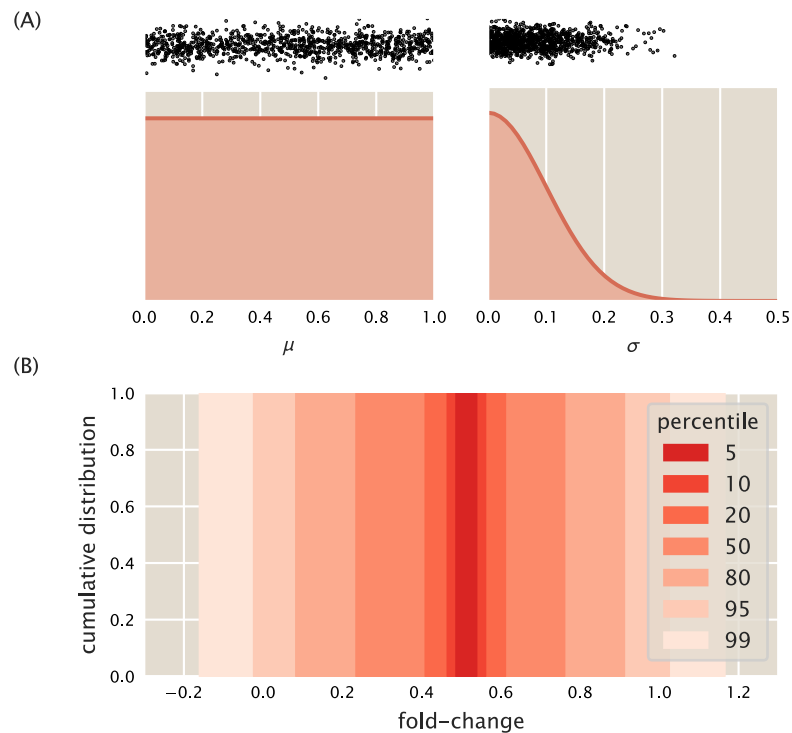 (A)
0.0 0.2 0.4 0.6 0.8 1.0
μ
0.0 0.1 0.2 0.3 0.4 0.5
σ
(B)
cumulative distribution
1.0
0.8
0.6
0.4
0.2
0.0
percentile
5
10
20
50
80
95
99
−0.2 0.0 0.2 0.4 0.6 0.8 1.0 1.2
fold-change